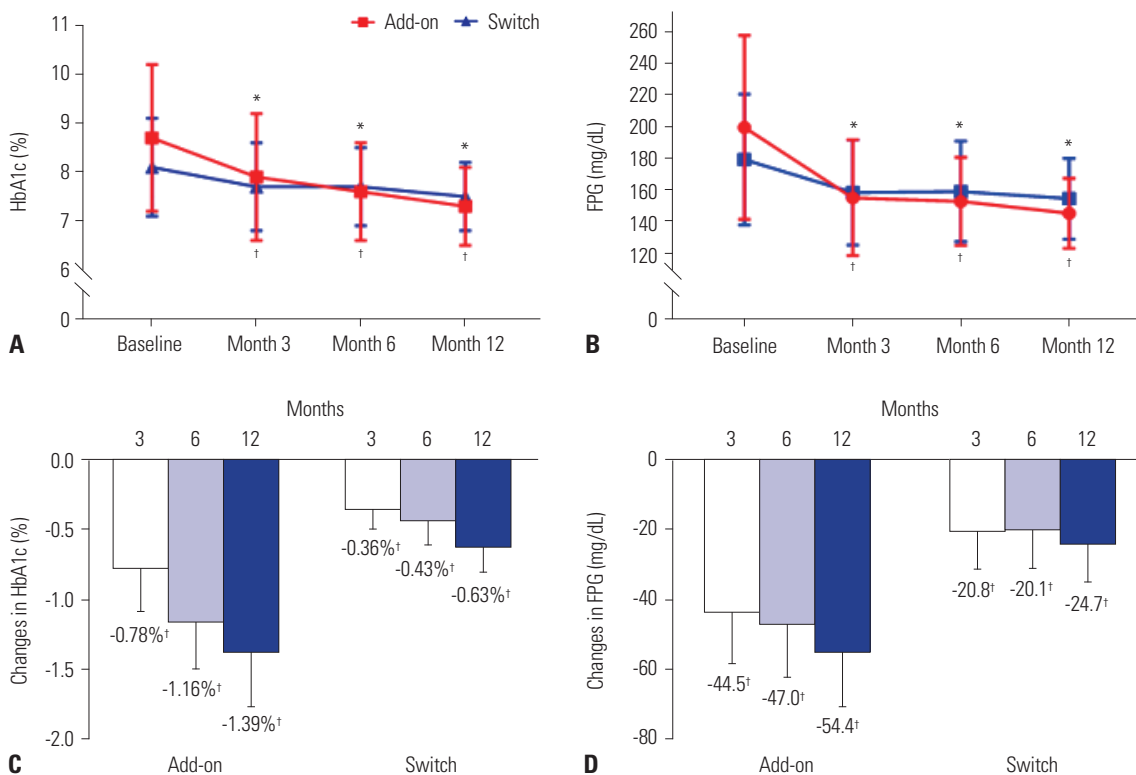 11
10
9
8
7
6
0
HbA1c (%)
Add-on
Switch
*
*
*
†
†
†
Baseline
Month 3
Month 6
Month 12
A
260
240
220
200
180
160
140
120
0
FPG (mg/dL)
*
*
*
†
†
†
Baseline
Month 3
Month 6
Month 12
B
Months
3
6
12
3
6
12
0.0
-0.5
-1.0
-1.5
-2.0
Changes in HbA1c (%)
-0.78%†
-1.16%†
-1.39%†
-0.36%†
-0.43%†
-0.63%†
Add-on
Switch
C
Months
3
6
12
3
6
12
0
-20
-40
-60
-80
Changes in FPG (mg/dL)
-44.5†
-47.0†
-54.4†
-20.8†
-20.1†
-24.7†
Add-on
Switch
D